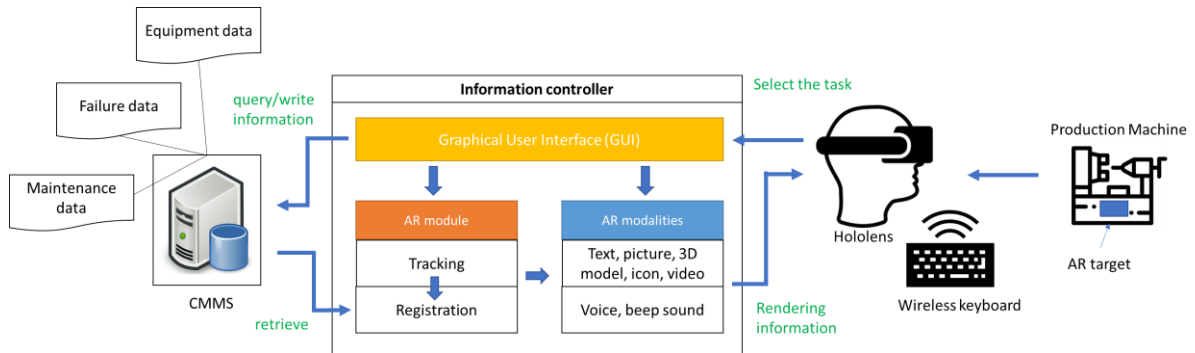 Equipment data
Failure data
Maintenance
data
CMMS
query/write
information
retrieve
Information controller
Graphical User Interface (GUI)
AR module
Tracking
Registration
AR modalities
Text, picture, 3D
model, icon, video
Voice, beep sound
Select the task
Rendering
information
Hololens
Wireless keyboard
Production Machine
AR target